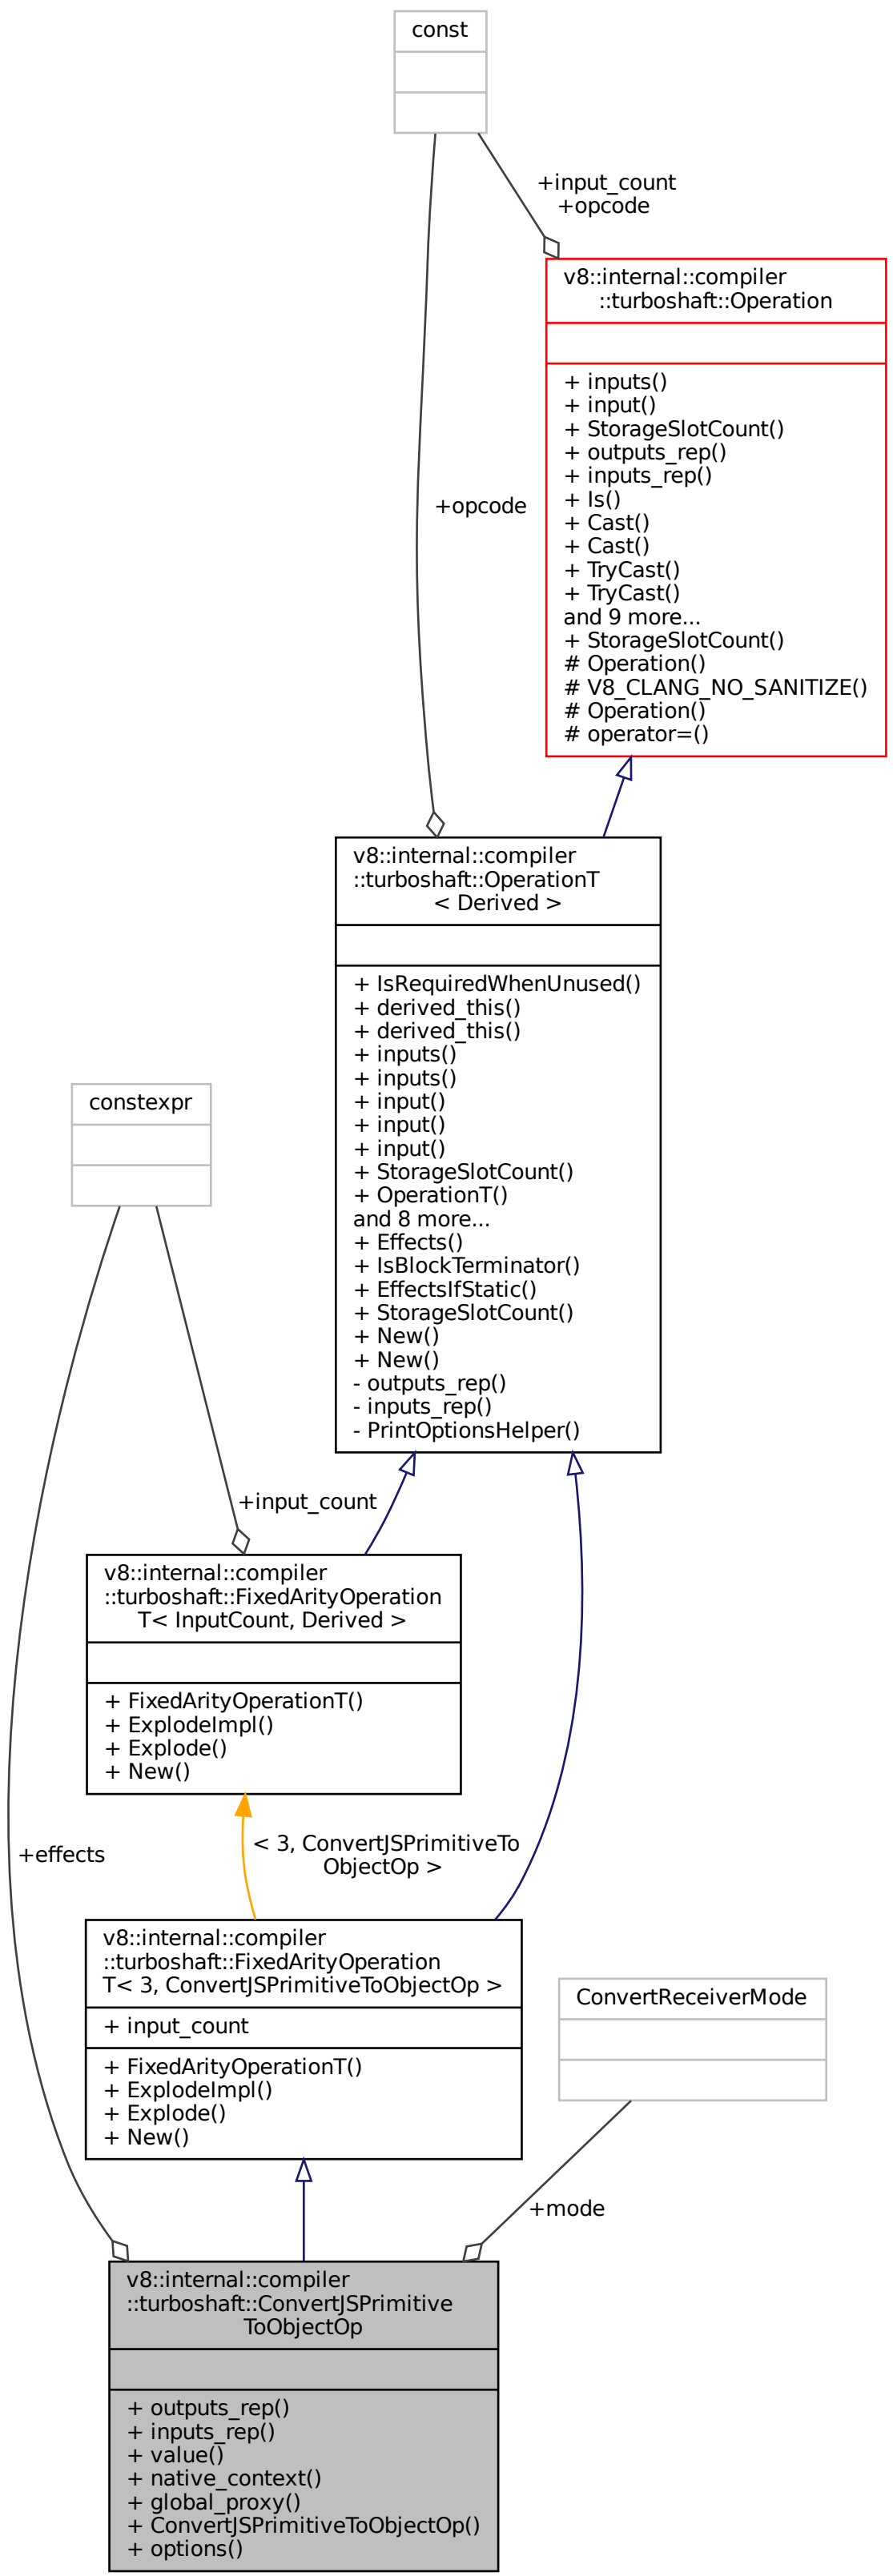 const
+input_count
+opcode
v8::internal::compiler
::turboshaft::Operation
+ inputs()
+ input()
+ StorageSlotCount()
+ outputs_rep()
+ inputs_rep()
+ Is()
+ Cast()
+ Cast()
+ TryCast()
+ TryCast()
and 9 more...
+ StorageSlotCount()
# Operation()
# V8_CLANG_NO_SANITIZE()
# Operation()
# operator=()
+opcode
v8::internal::compiler
::turboshaft::OperationT
< Derived >
+ IsRequiredWhenUnused()
+ derived_this()
+ derived_this()
+ inputs()
+ inputs()
+ input()
+ input()
+ input()
+ StorageSlotCount()
+ OperationT()
and 8 more...
+ Effects()
+ IsBlockTerminator()
+ EffectsIfStatic()
+ StorageSlotCount()
+ New()
+ New()
- outputs_rep()
- inputs_rep()
- PrintOptionsHelper()
constexpr
+input_count
v8::internal::compiler
::turboshaft::FixedArityOperation
T< InputCount, Derived >
+ FixedArityOperationT()
+ ExplodeImpl()
+ Explode()
+ New()
+effects
< 3, ConvertJSPrimitiveTo
ObjectOp >
v8::internal::compiler
::turboshaft::FixedArityOperation
T< 3, ConvertJSPrimitiveToObjectOp >
+ input_count
+ FixedArityOperationT()
+ ExplodeImpl()
+ Explode()
+ New()
ConvertReceiverMode
+mode
v8::internal::compiler
::turboshaft::ConvertJSPrimitive
ToObjectOp
+ outputs_rep()
+ inputs_rep()
+ value()
+ native_context()
+ global_proxy()
+ ConvertJSPrimitiveToObjectOp()
+ options()